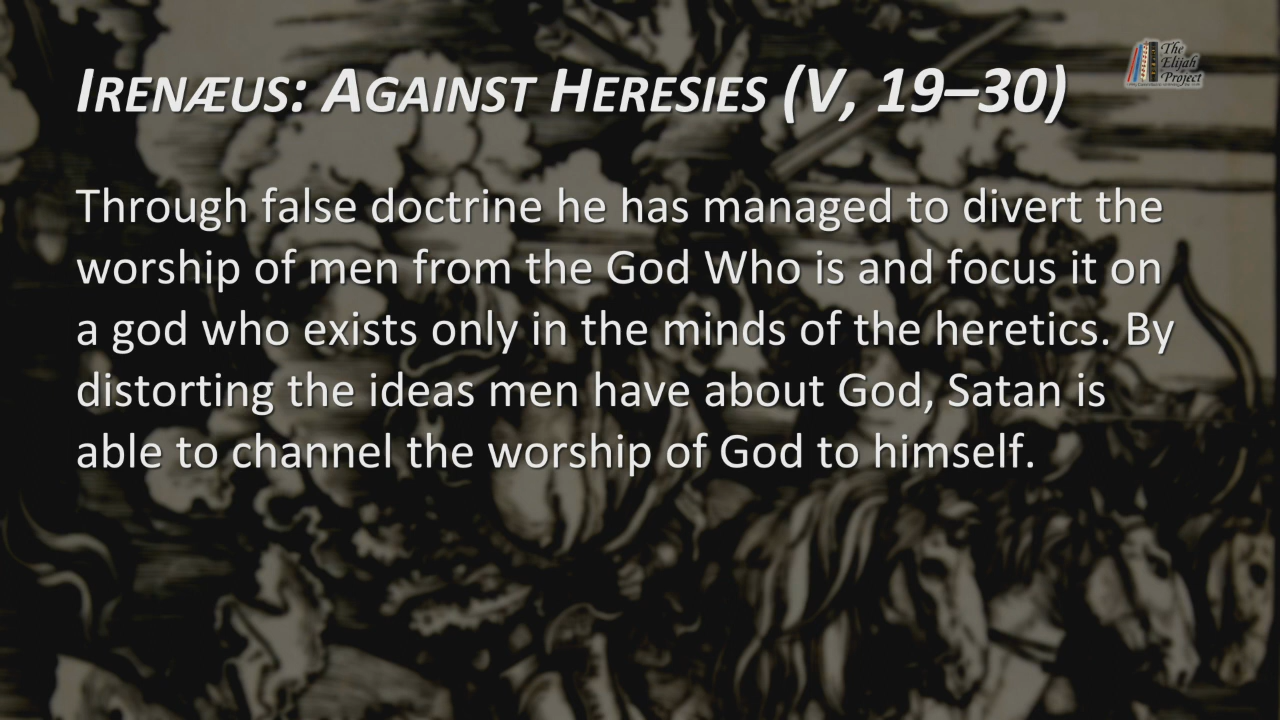 IRENÆUS: AGAINST HERESIES (V, 19–30)
The
Elijah
Project
Through false doctrine he has managed to divert the
worship of men from the God Who is and focus it on
a god who exists only in the minds of the heretics. By
distorting the ideas men have about God, Satan is
able to channel the worship of God to himself.